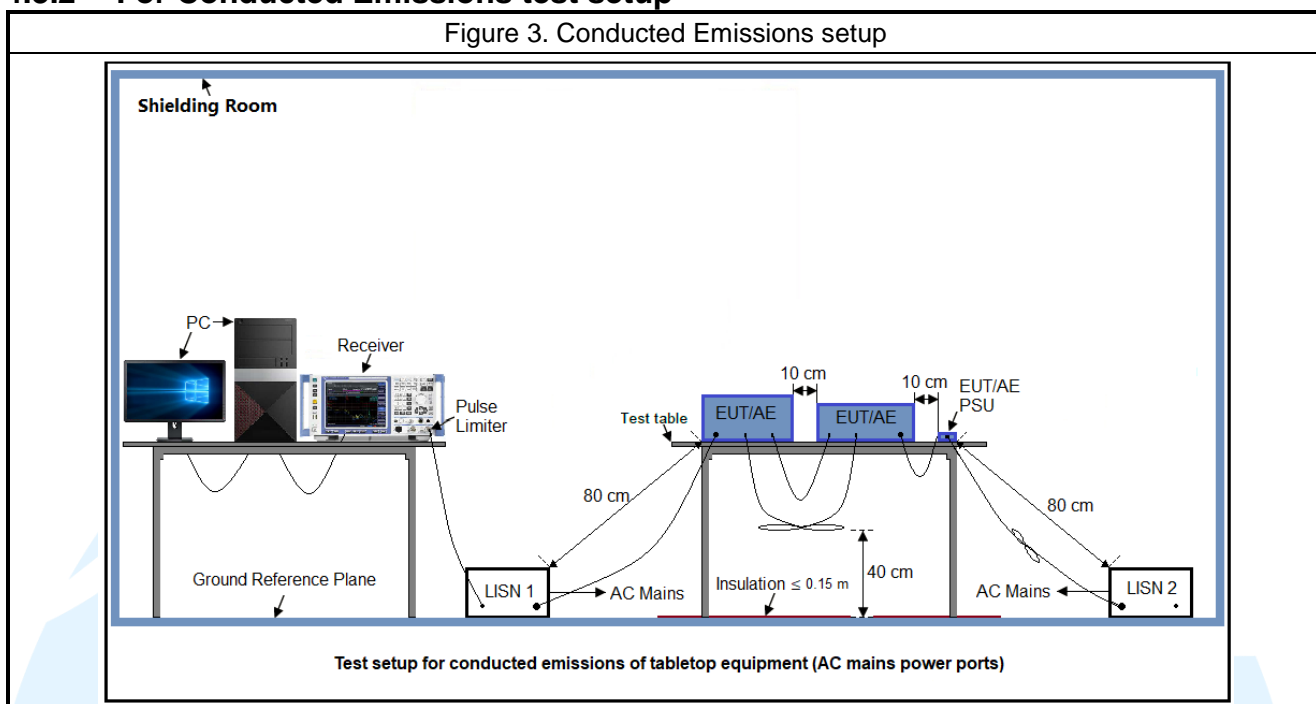 Figure 3. Conducted Emissions setup
Shielding Room
PC
Receiver
Pulse
Limiter
10 cm
10 cm
EUT/AE
PSU
Test table
EUT/AE
EUT/AE
80 cm
80 cm
40 cm
Ground Reference Plane
LISN 1
AC Mains
Insulation ≤ 0.15 m
AC Mains
LISN 2
Test setup for conducted emissions of tabletop equipment (AC mains power ports)